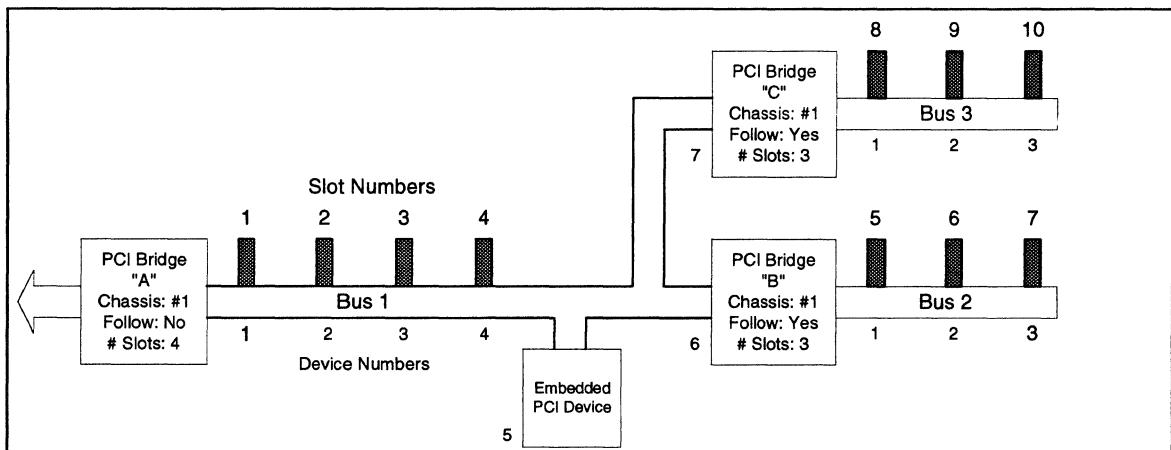 8 9 10
PCI Bridge
"C"
Chassis: #1
Follow: Yes
# Slots: 3
Bus 3
7
1 2 3
Slot Numbers
1 2 3 4
5 6 7
PCI Bridge
"A"
Chassis: #1
Follow: No
# Slots: 4
Bus 1
PCI Bridge
"B"
Chassis: #1
Follow: Yes
# Slots: 3
Bus 2
1 2 3 4
6
1 2 3
Device Numbers
Embedded
PCI Device
5